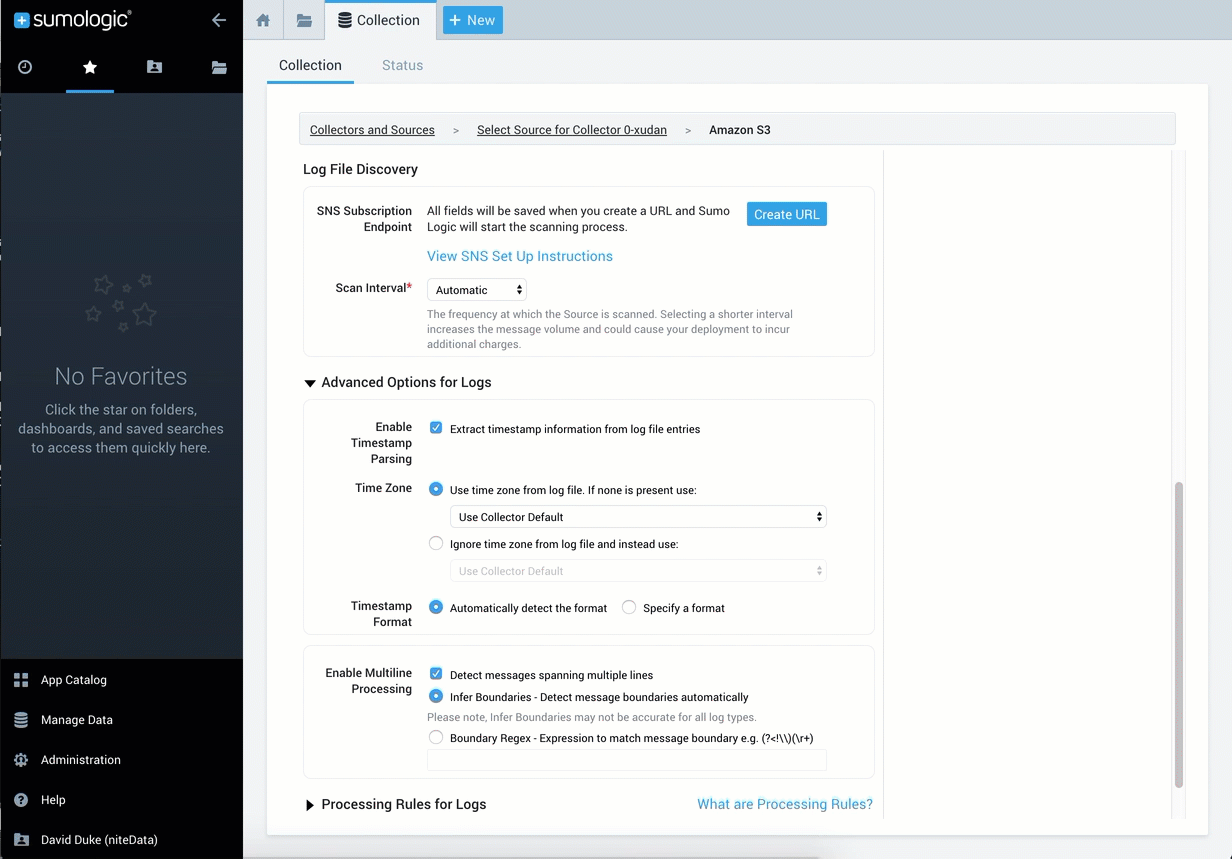 sumologic®
Collection
+ New
Collection
Status
Collectors and Sources > Select Source for Collector 0-xudan > Amazon S3
Log File Discovery
SNS Subscription
Endpoint
All fields will be saved when you create a URL and Sumo
Logic will start the scanning process.
Create URL
View SNS Set Up Instructions
Scan Interval*
Automatic
The frequency at which the Source is scanned. Selecting a shorter interval
increases the message volume and could cause your deployment to incur
additional charges.
Advanced Options for Logs
Enable
Timestamp
Parsing
Extract timestamp information from log file entries
Time Zone
Use time zone from log file. If none is present use:
Use Collector Default
Ignore time zone from log file and instead use:
Use Collector Default
Timestamp
Format
Automatically detect the format
Specify a format
Enable Multiline
Processing
Detect messages spanning multiple lines
Infer Boundaries - Detect message boundaries automatically
Please note, Infer Boundaries may not be accurate for all log types.
Boundary Regex - Expression to match message boundary e.g. (?<!\\)(\r+)
Processing Rules for Logs
What are Processing Rules?
No Favorites
Click the star on folders,
dashboards, and saved searches
to access them quickly here.
App Catalog
Manage Data
Administration
Help
David Duke (niteData)